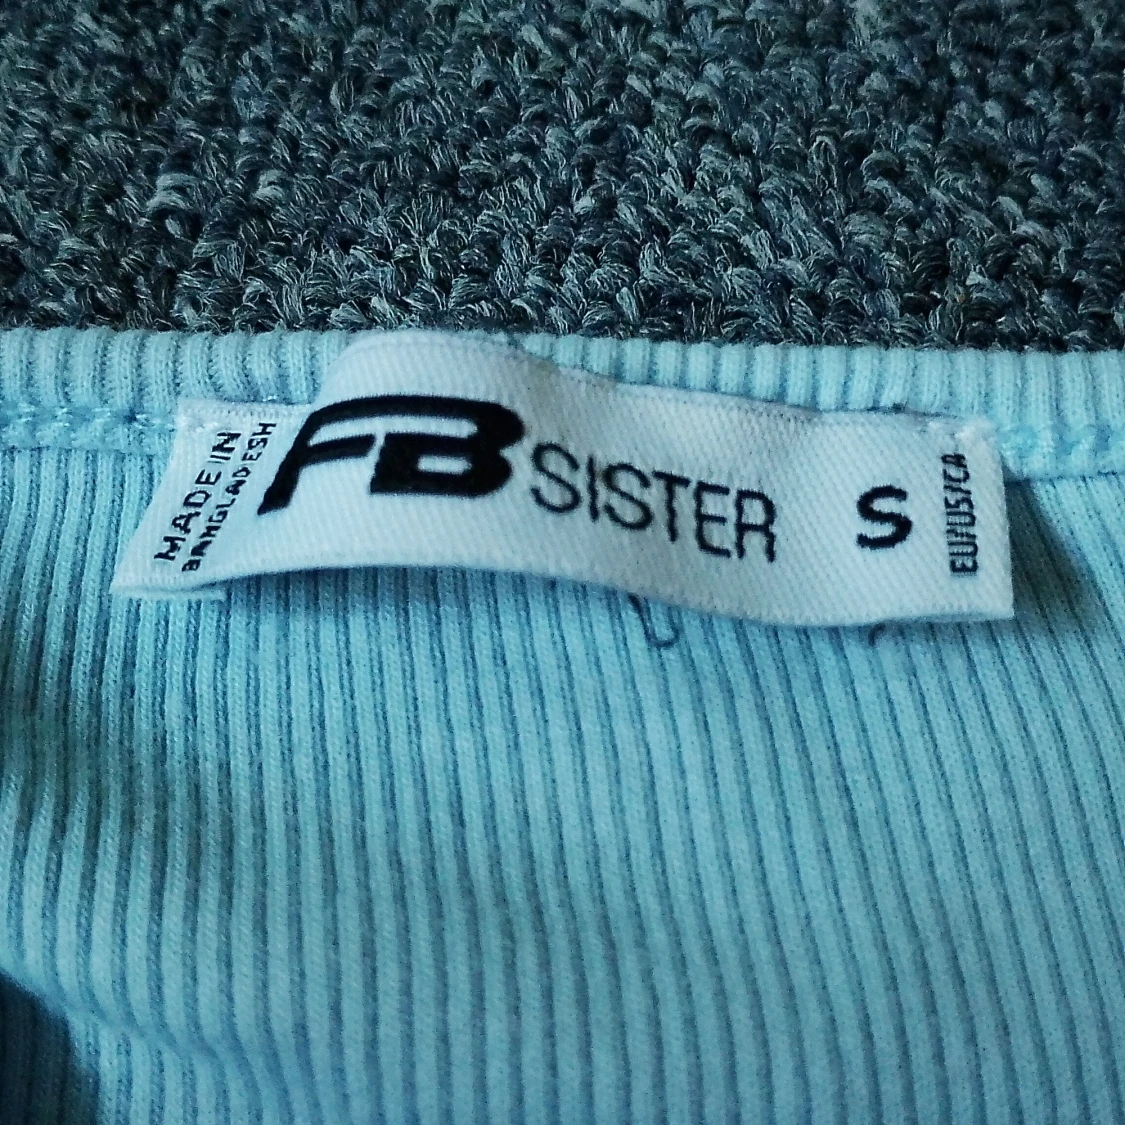 MADE IN
BANGLADESH
FB SISTER
S
EU/US/CA